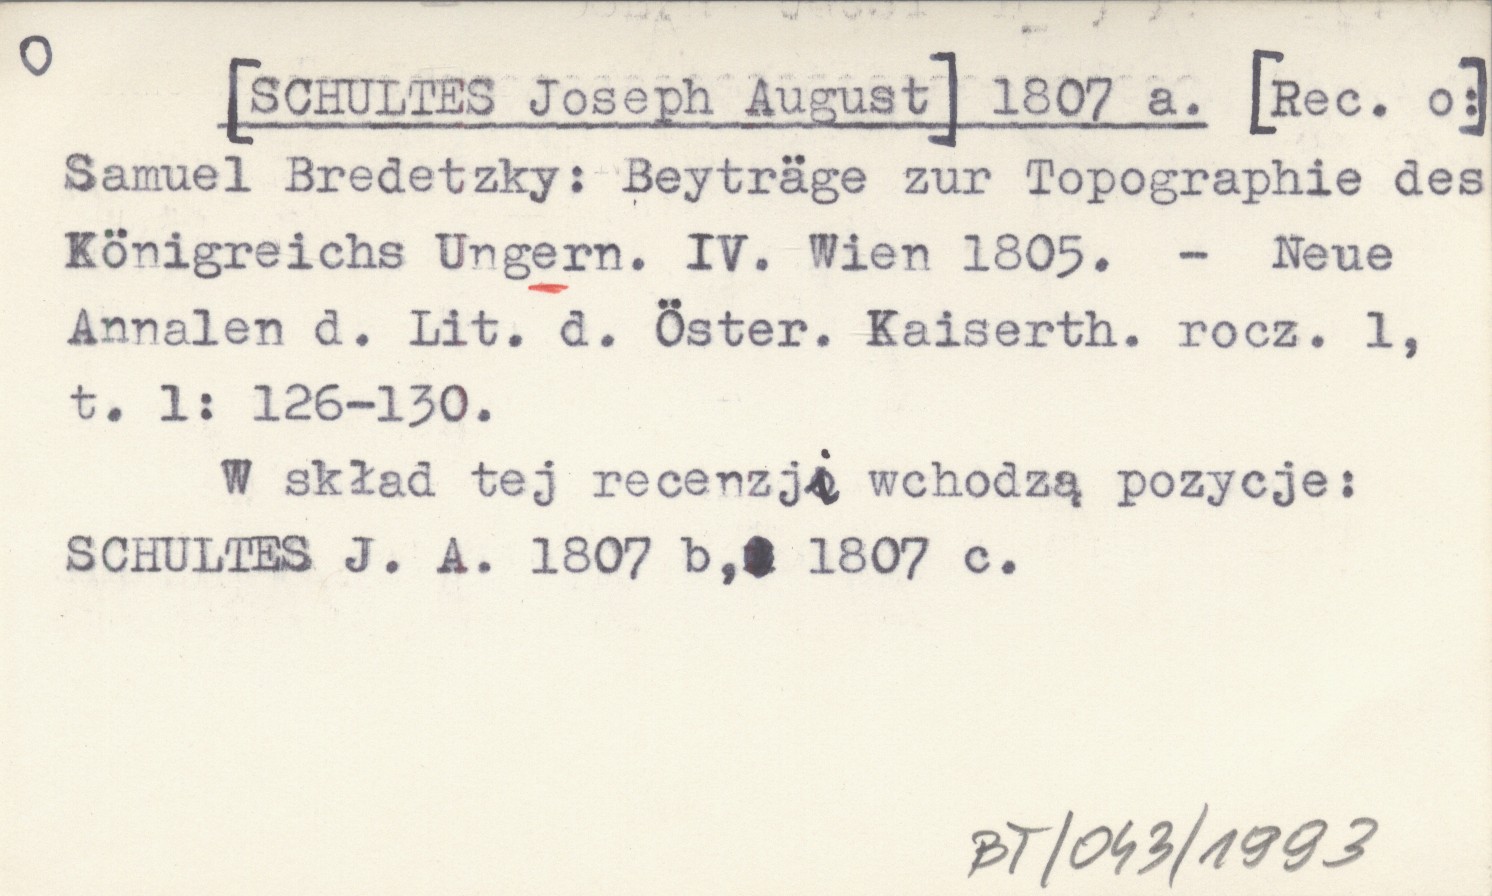 O
[SCHULTES Joseph August] 1807 a. [Rec. o:]
Samuel Bredetzky: Beyträge zur Topographie des
Königreichs Ungern. IV. Wien 1805. - Neue
Annalen d. Lit. d. Öster. Kaiserth. rocz. 1,
t. 1: 126-130.
W skład tej recenzji wchodzą pozycje:
SCHULTES J. A. 1807 b, 1807 c.
BT/043/1993